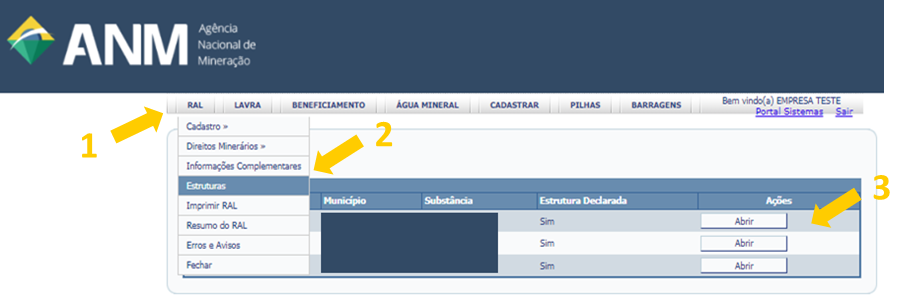 ANM
Agência
Nacional de
Mineração
RAL LAVRA BENEFICIAMENTO ÁGUA MINERAL CADASTRAR PILHAS BARRAGENS
Bem vindo(a) EMPRESA TESTE
Portal Sistemas Sair
1
2
3
Cadastro »
Direitos Minerários »
Informações Complementares
Estruturas
Imprimir RAL
Resumo do RAL
Erros e Avisos
Fechar
Município Substância Estrutura Declarada Ações
Sim Abrir
Sim Abrir
Sim Abrir